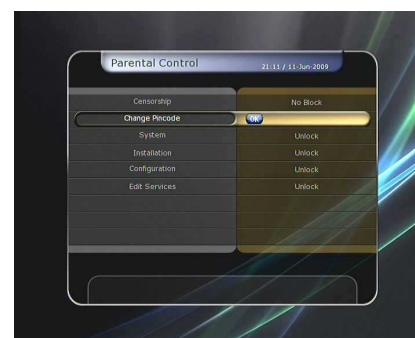 Parental Control 21:11 / 11-Jun-2009
Censorship No Block
Change Pincode OK
System Unlock
Installation Unlock
Configuration Unlock
Edit Services Unlock